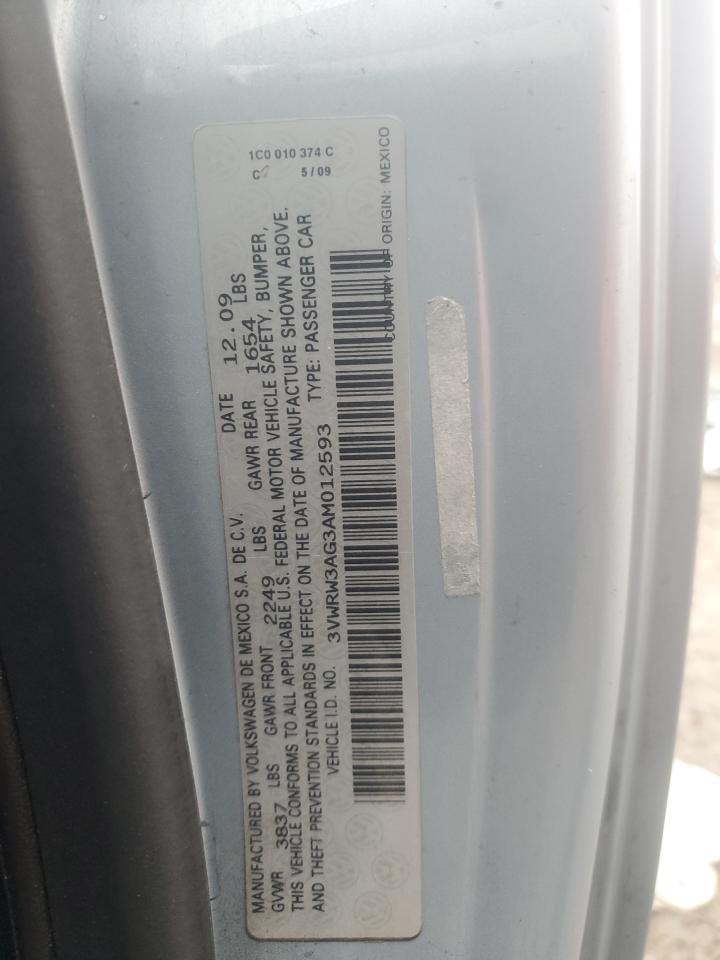 MANUFACTURED BY VOLKSWAGEN DE MEXICO S.A. DE C.V. DATE 12.09
GVWR 3837 LBS GAWR FRONT 2249 LBS GAWR REAR 1654 LBS
THIS VEHICLE CONFORMS TO ALL APPLICABLE U.S. FEDERAL MOTOR VEHICLE SAFETY, BUMPER,
AND THEFT PREVENTION STANDARDS IN EFFECT ON THE DATE OF MANUFACTURE SHOWN ABOVE.
VEHICLE I.D. NO. 3VWRW3AG3AM012593 TYPE: PASSENGER CAR
COUNTRY OF ORIGIN: MEXICO
1C0 010 374 C
5/09